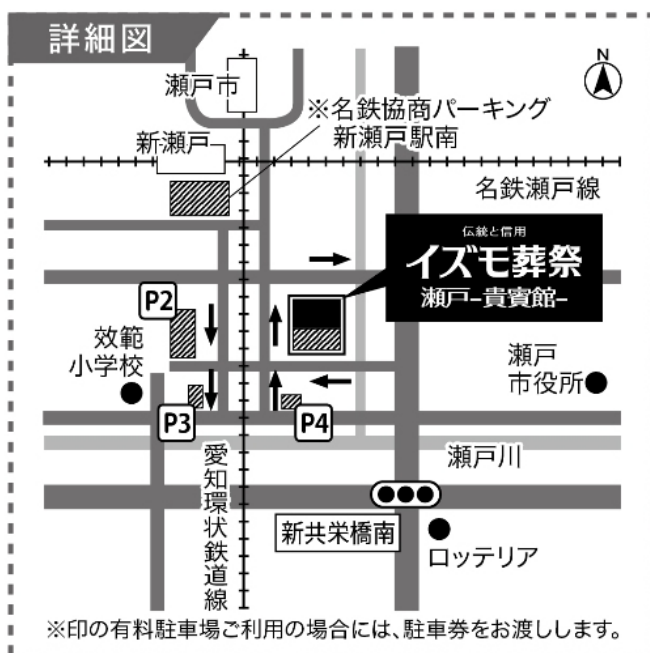 詳細図
N
瀬戸市
※名鉄協商パーキング
新瀬戸駅南
新瀬戸
名鉄瀬戸線
伝統と信用
イズモ葬祭
瀬戸-貴賓館-
P2
効範
小学校
瀬戸
市役所
P3
P4
愛知環状鉄道線
瀬戸川
新共栄橋南
ロッテリア
※印の有料駐車場ご利用の場合には、駐車券をお渡しします。